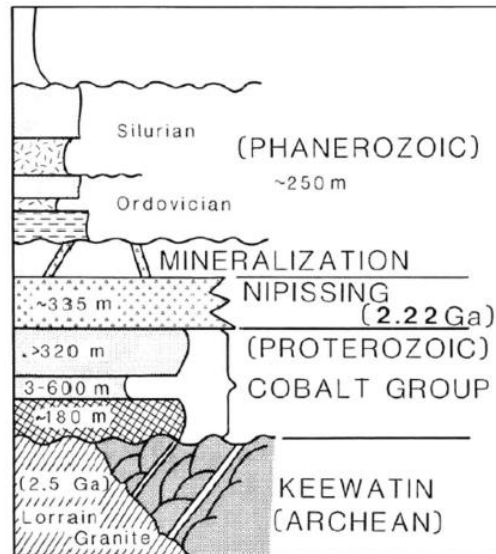 Silurian
(PHANEROZOIC)
~250 m
Ordovician
MINERALIZATION
~335 m
NIPISSING
(2.22 Ga)
.>320 m
(PROTEROZOIC)
3-600 m
COBALT GROUP
~180 m
(2.5 Ga)
KEEWATIN
Lorrain
(ARCHEAN)
Granite